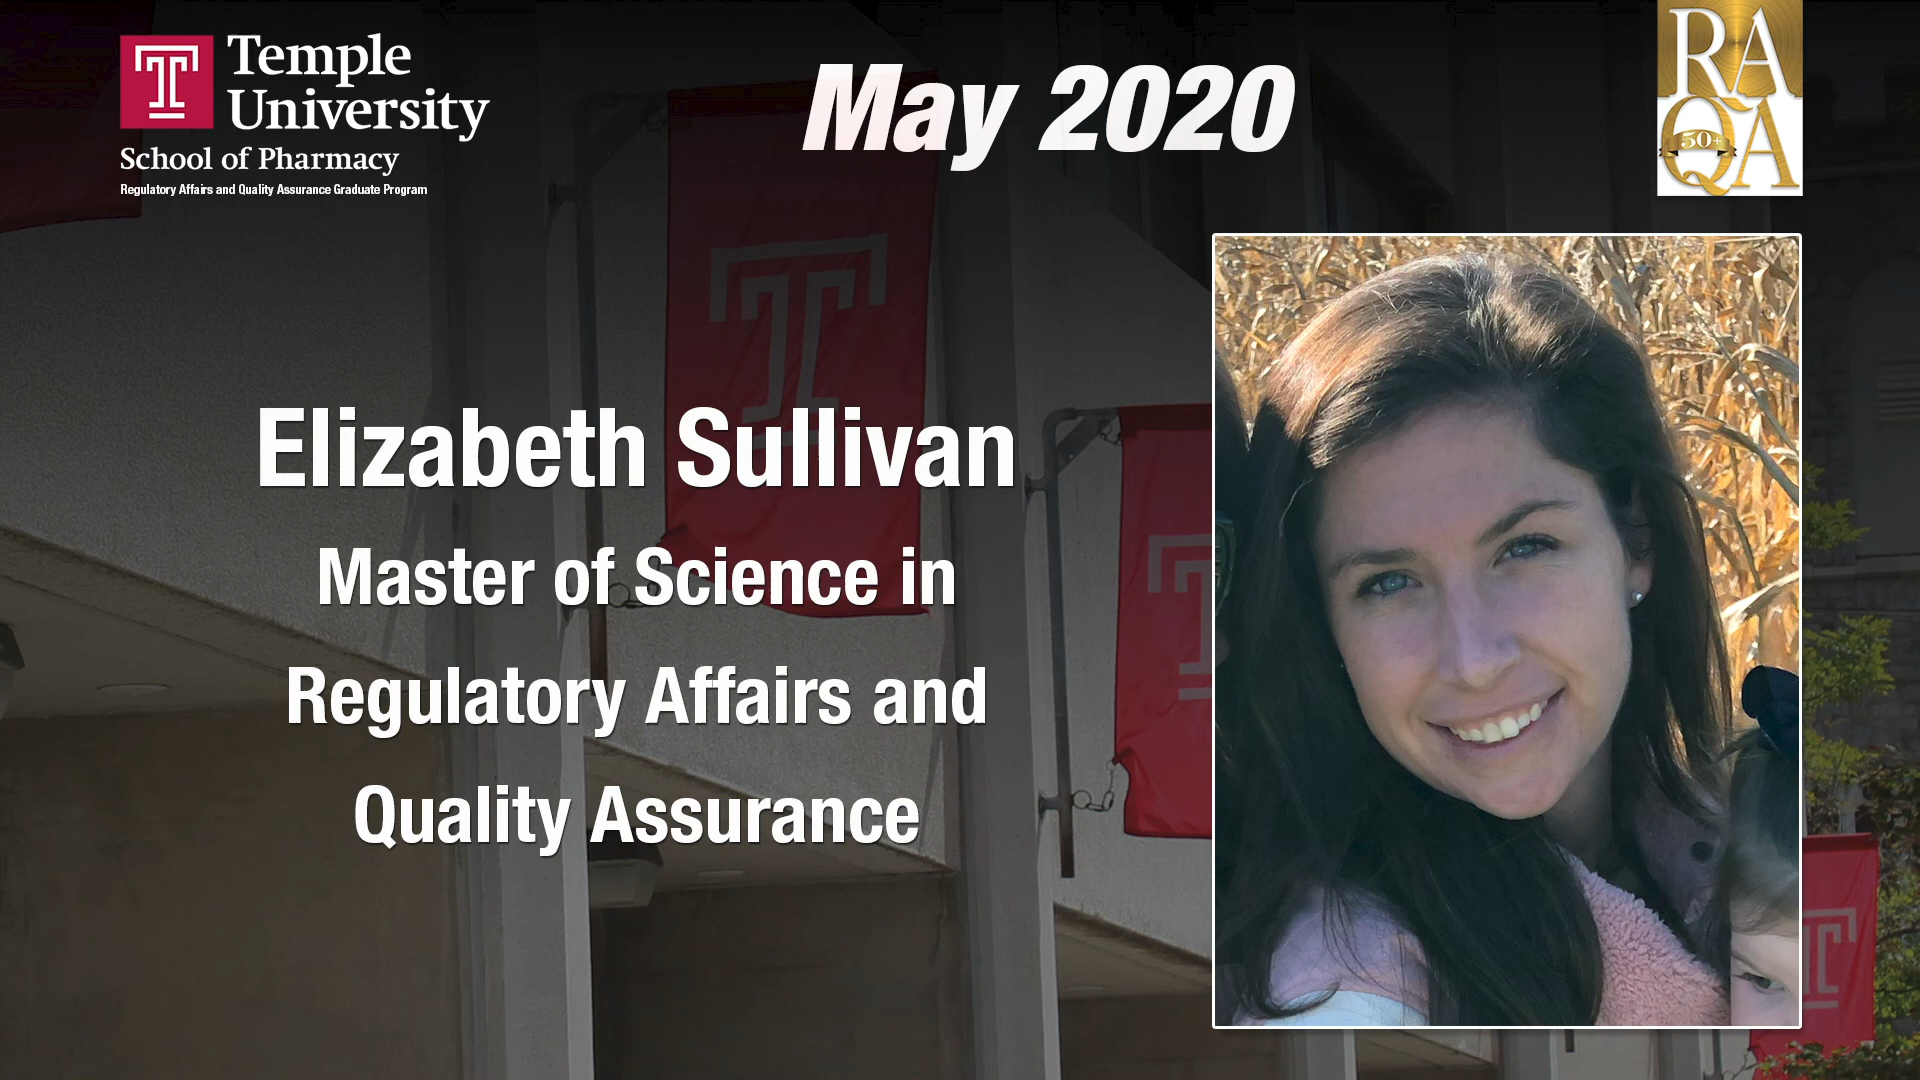 Temple
University
School of Pharmacy
Regulatory Affairs and Quality Assurance Graduate Program
May 2020
RA
50+
QA
Elizabeth Sullivan
Master of Science in
Regulatory Affairs and
Quality Assurance